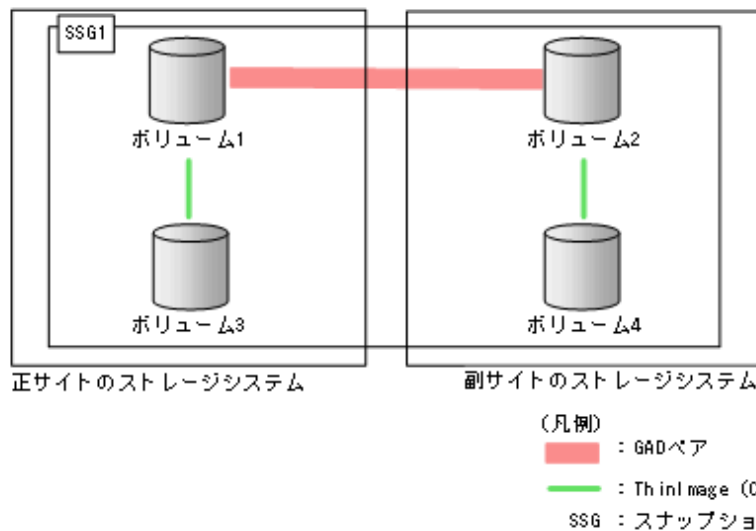 SSG1
ボリューム1
ボリューム2
ボリューム3
ボリューム4
正サイトのストレージシステム
副サイトのストレージシステム
(凡例)
：GADペア
：ThinImage (C
SSG ：スナップショ